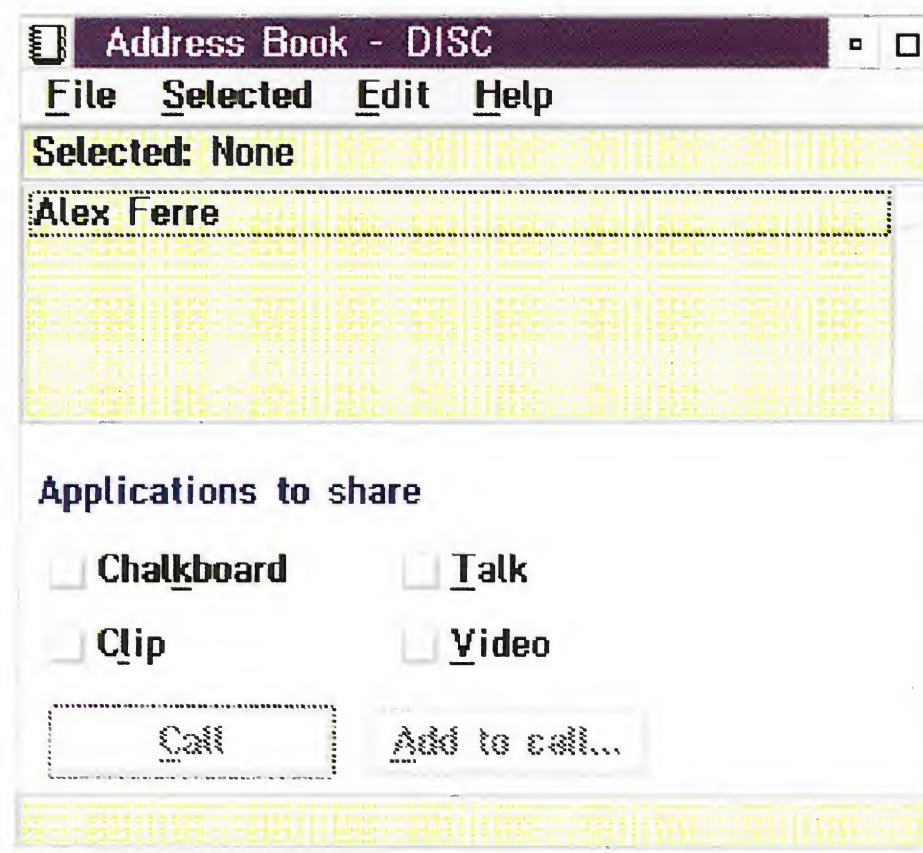 Address Book - DISC
File Selected Edit Help
Selected: None
Alex Ferre
Applications to share
Chalkboard Talk
Clip Video
Call Add to call...